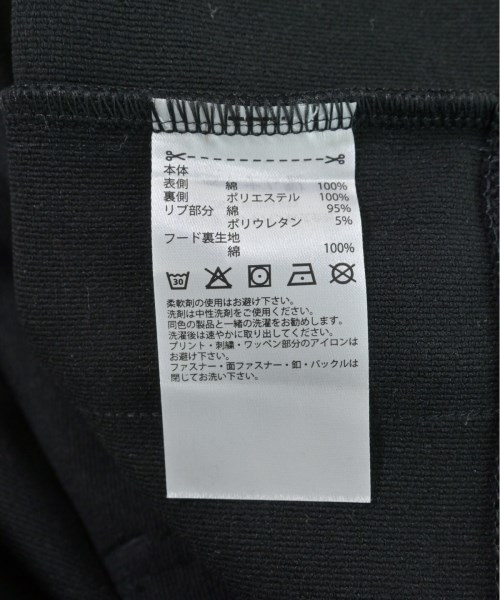 本体
表側 綿 100%
裏側 ポリエステル 100%
リブ部分 綿 95%
ポリウレタン 5%
フード裏生地
綿 100%
30
柔軟剤の使用はお避け下さい。
洗剤は中性洗剤をご使用ください。
同色の製品と一緒の洗濯をお勧めします。
洗濯後は速やかに取り出してください。
プリント・刺繍・ワッペン部分のアイロンは
お避け下さい。
ファスナー・面ファスナー・釦・バックルは
閉じてお洗い下さい。